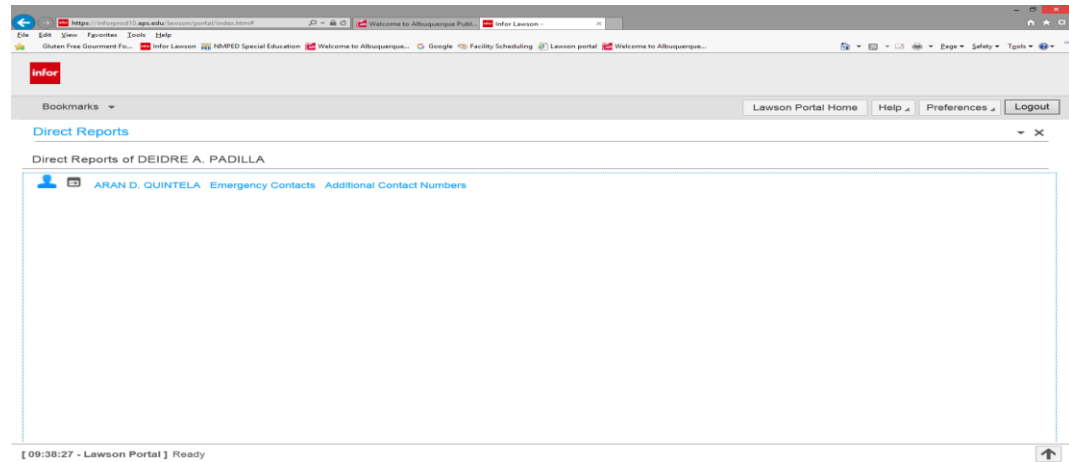 https://inforprod10.aps.edu/lawson/portal/index.htm# Welcome to Albuquerque Publ... Infor Lawson -
File Edit View Favorites Tools Help
Gluten Free Gourment Fo... Infor Lawson NMPED Special Education Welcome to Albuquerque... Google Facility Scheduling Lawson portal Welcome to Albuquerque... Page Safety Tools
infor
Bookmarks Lawson Portal Home Help Preferences Logout
Direct Reports
Direct Reports of DEIDRE A. PADILLA
ARAN D. QUINTELA Emergency Contacts Additional Contact Numbers
[ 09:38:27 - Lawson Portal ] Ready